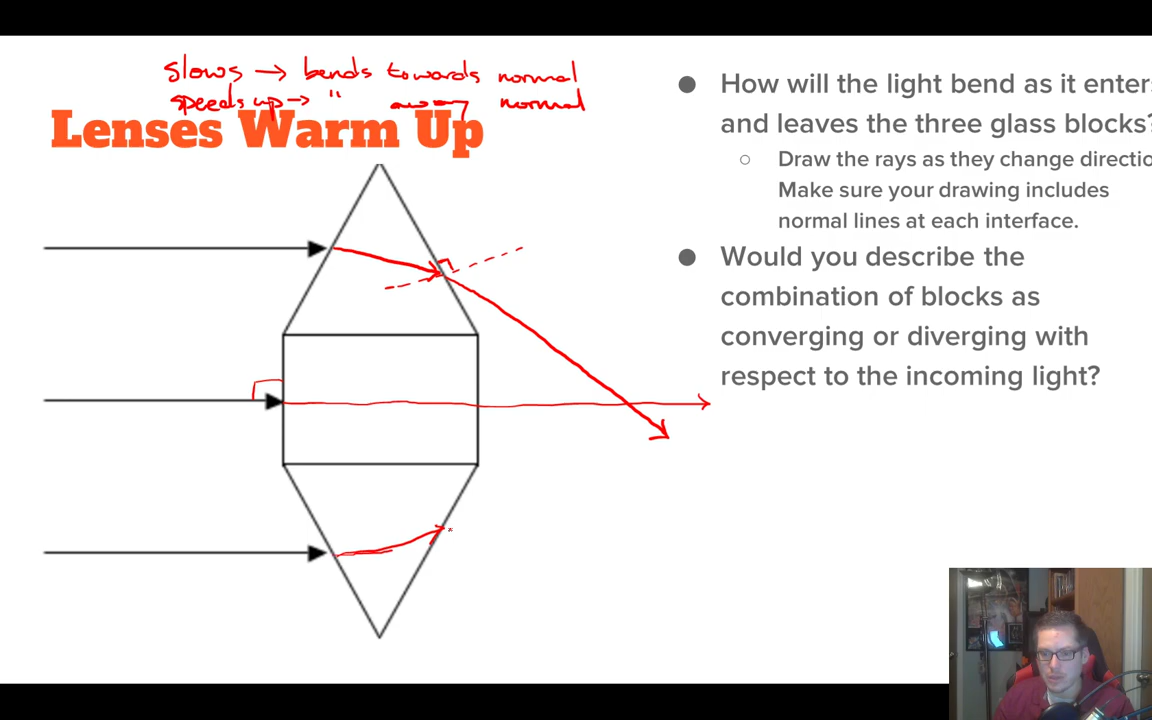 slows → bends towards normal
speeds up → " away normal
Lenses Warm Up
● How will the light bend as it enters
and leaves the three glass blocks?
○ Draw the rays as they change directio
Make sure your drawing includes
normal lines at each interface.
● Would you describe the
combination of blocks as
converging or diverging with
respect to the incoming light?